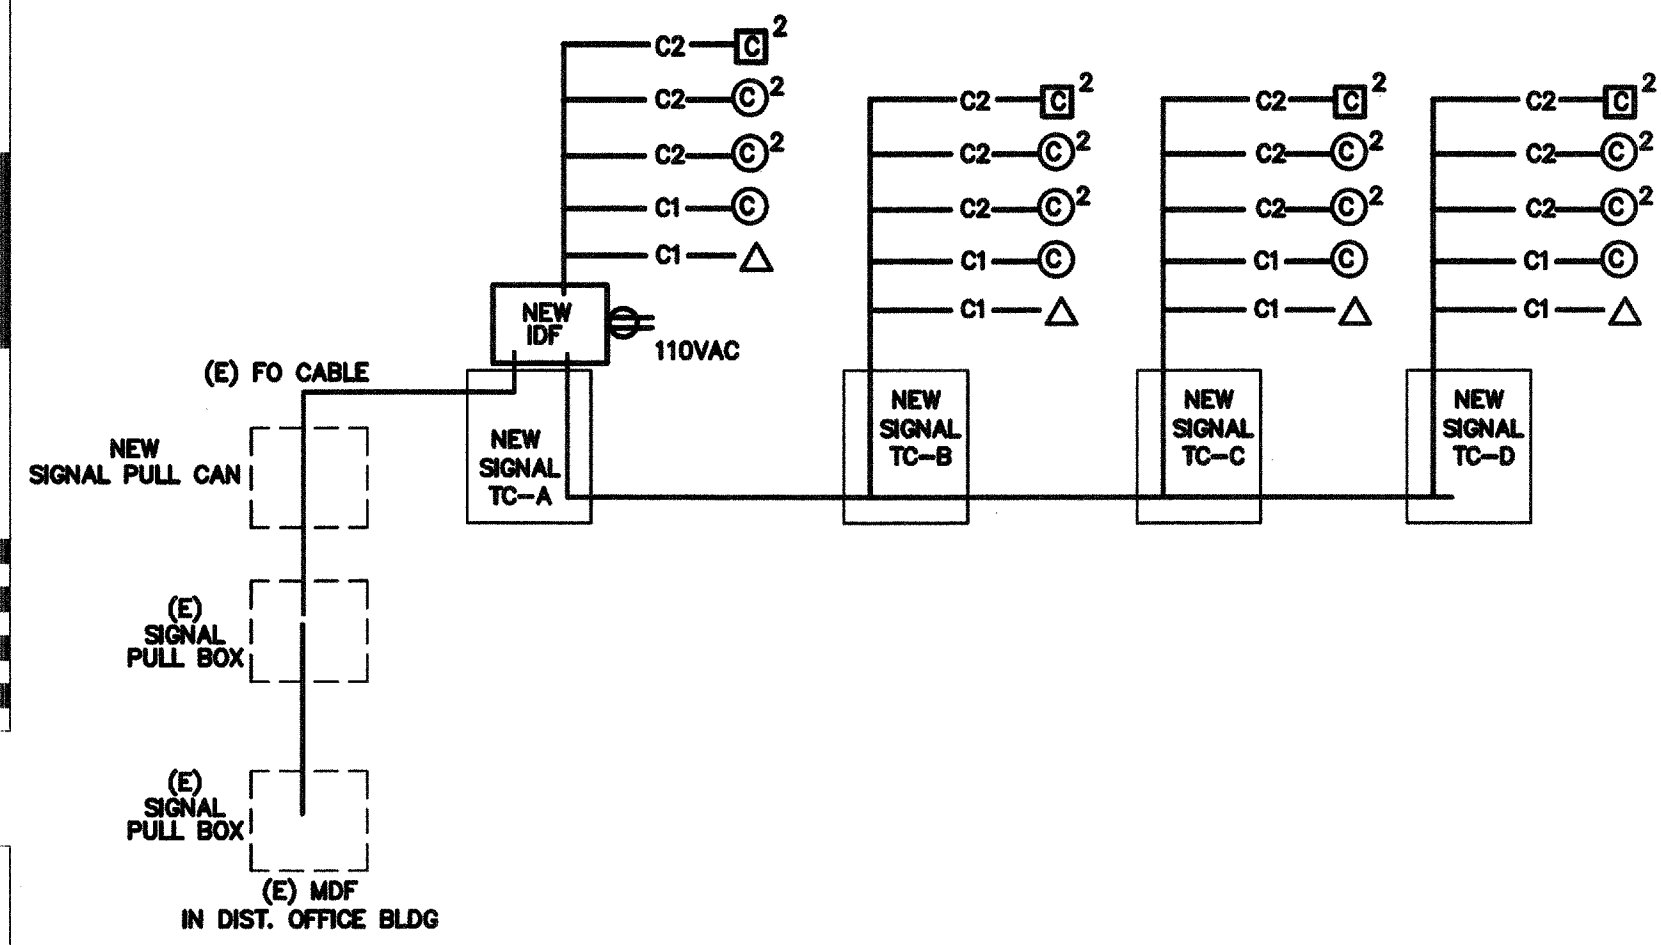 C2 C 2
C2 C 2
C2 C 2
C1 C
C1
C2 C 2
C2 C 2
C2 C 2
C1 C
C1
C2 C 2
C2 C 2
C2 C 2
C1 C
C1
C2 C 2
C2 C 2
C2 C 2
C1 C
C1
NEW
IDF
110VAC
(E) FO CABLE
NEW
SIGNAL PULL CAN
NEW
SIGNAL
TC-A
NEW
SIGNAL
TC-B
NEW
SIGNAL
TC-C
NEW
SIGNAL
TC-D
(E)
SIGNAL
PULL BOX
(E)
SIGNAL
PULL BOX
(E) MDF
IN DIST. OFFICE BLDG